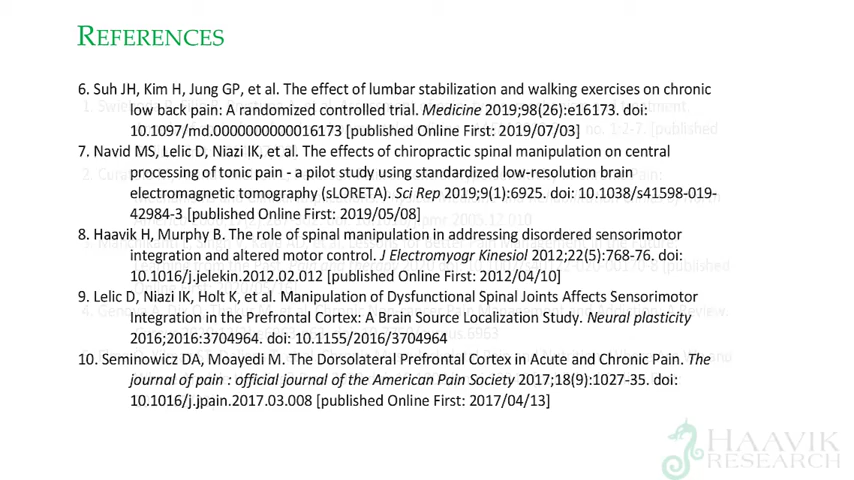 REFERENCES
6. Suh JH, Kim H, Jung GP, et al. The effect of lumbar stabilization and walking exercises on chronic
low back pain: A randomized controlled trial. Medicine 2019;98(26):e16173. doi:
10.1097/md.0000000000016173 [published Online First: 2019/07/03]
7. Navid MS, Lelic D, Niazi IK, et al. The effects of chiropractic spinal manipulation on central
processing of tonic pain - a pilot study using standardized low-resolution brain
electromagnetic tomography (sLORETA). Sci Rep 2019;9(1):6925. doi: 10.1038/s41598-019-
42984-3 [published Online First: 2019/05/08]
8. Haavik H, Murphy B. The role of spinal manipulation in addressing disordered sensorimotor
integration and altered motor control. J Electromyogr Kinesiol 2012;22(5):768-76. doi:
10.1016/j.jelekin.2012.02.012 [published Online First: 2012/04/10]
9. Lelic D, Niazi IK, Holt K, et al. Manipulation of Dysfunctional Spinal Joints Affects Sensorimotor
Integration in the Prefrontal Cortex: A Brain Source Localization Study. Neural plasticity
2016;2016:3704964. doi: 10.1155/2016/3704964
10. Seminowicz DA, Moayedi M. The Dorsolateral Prefrontal Cortex in Acute and Chronic Pain. The
journal of pain : official journal of the American Pain Society 2017;18(9):1027-35. doi:
10.1016/j.jpain.2017.03.008 [published Online First: 2017/04/13]
HAAVIK
RESEARCH